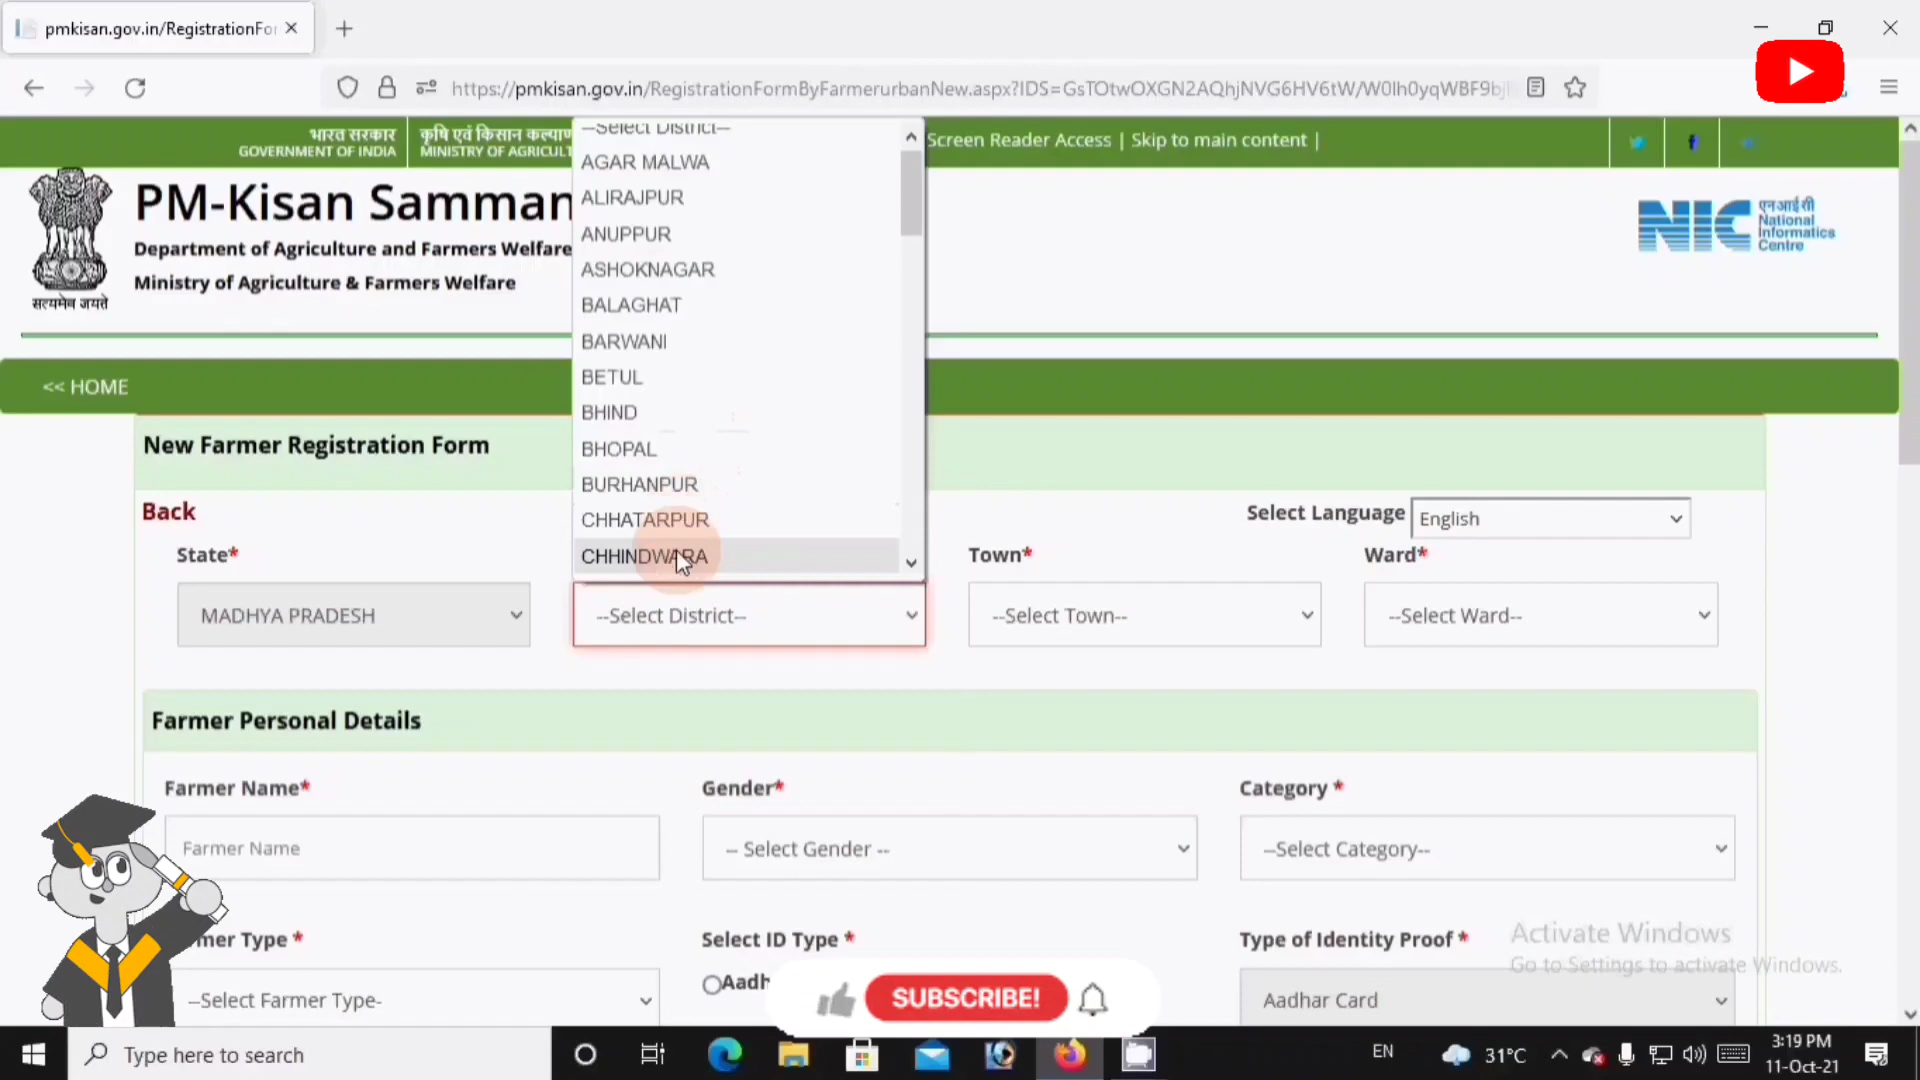 pmkisan.gov.in/RegistrationFor
https://pmkisan.gov.in/RegistrationFormByFarmerurbanNew.aspx?IDS=GsTOtwOXGN2AQhjNVG6HV6tW/W0lh0yqWBF9bj
भारत सरकार
GOVERNMENT OF INDIA
कृषि एवं किसान कल्याण
MINISTRY OF AGRICULT
Screen Reader Access | Skip to main content |
PM-Kisan Samman
Department of Agriculture and Farmers Welfare
Ministry of Agriculture & Farmers Welfare
सत्यमेव जयते
NIC
एन आई सी
National
Informatics
Centre
--Select District--
AGAR MALWA
ALIRAJPUR
ANUPPUR
ASHOKNAGAR
BALAGHAT
BARWANI
BETUL
BHIND
BHOPAL
BURHANPUR
CHHATARPUR
CHHINDWARA
<< HOME
New Farmer Registration Form
Back
Select Language English
State* Town* Ward*
MADHYA PRADESH --Select District-- --Select Town-- --Select Ward--
Farmer Personal Details
Farmer Name* Gender* Category *
Farmer Name -- Select Gender -- --Select Category--
mer Type * Select ID Type * Type of Identity Proof *
--Select Farmer Type- Aadh Aadhar Card
SUBSCRIBE!
Activate Windows
Go to Settings to activate Windows.
Type here to search
EN
31°C
3:19 PM
11-Oct-21